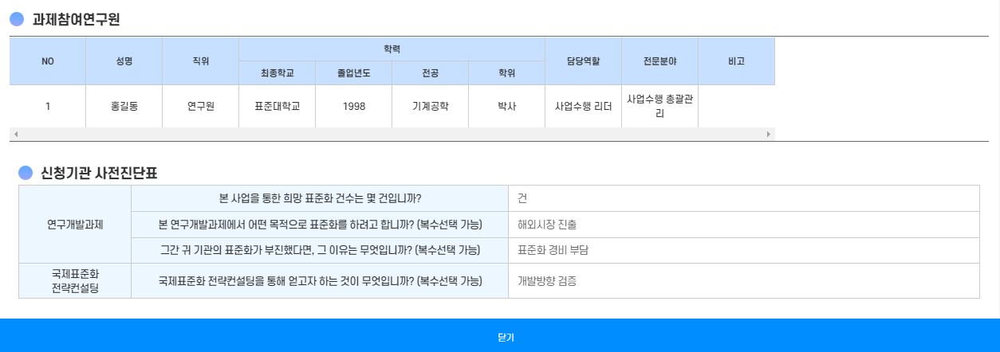 과제참여연구원
NO 성명 직위 학력 담당역할 전문분야 비고
최종학교 졸업년도 전공 학위
1 홍길동 연구원 표준대학교 1998 기계공학 박사 사업수행 리더 사업수행 총괄관
리
신청기관 사전진단표
연구개발과제 본 사업을 통한 희망 표준화 건수는 몇 건입니까? 건
본 연구개발과제에서 어떤 목적으로 표준화를 하려고 합니까? (복수선택 가능) 해외시장 진출
그간 귀 기관의 표준화가 부진했다면, 그 이유는 무엇입니까? (복수선택 가능) 표준화 경비 부담
국제표준화
전략컨설팅 국제표준화 전략컨설팅을 통해 얻고자 하는 것이 무엇입니까? (복수선택 가능) 개발방향 검증
닫기